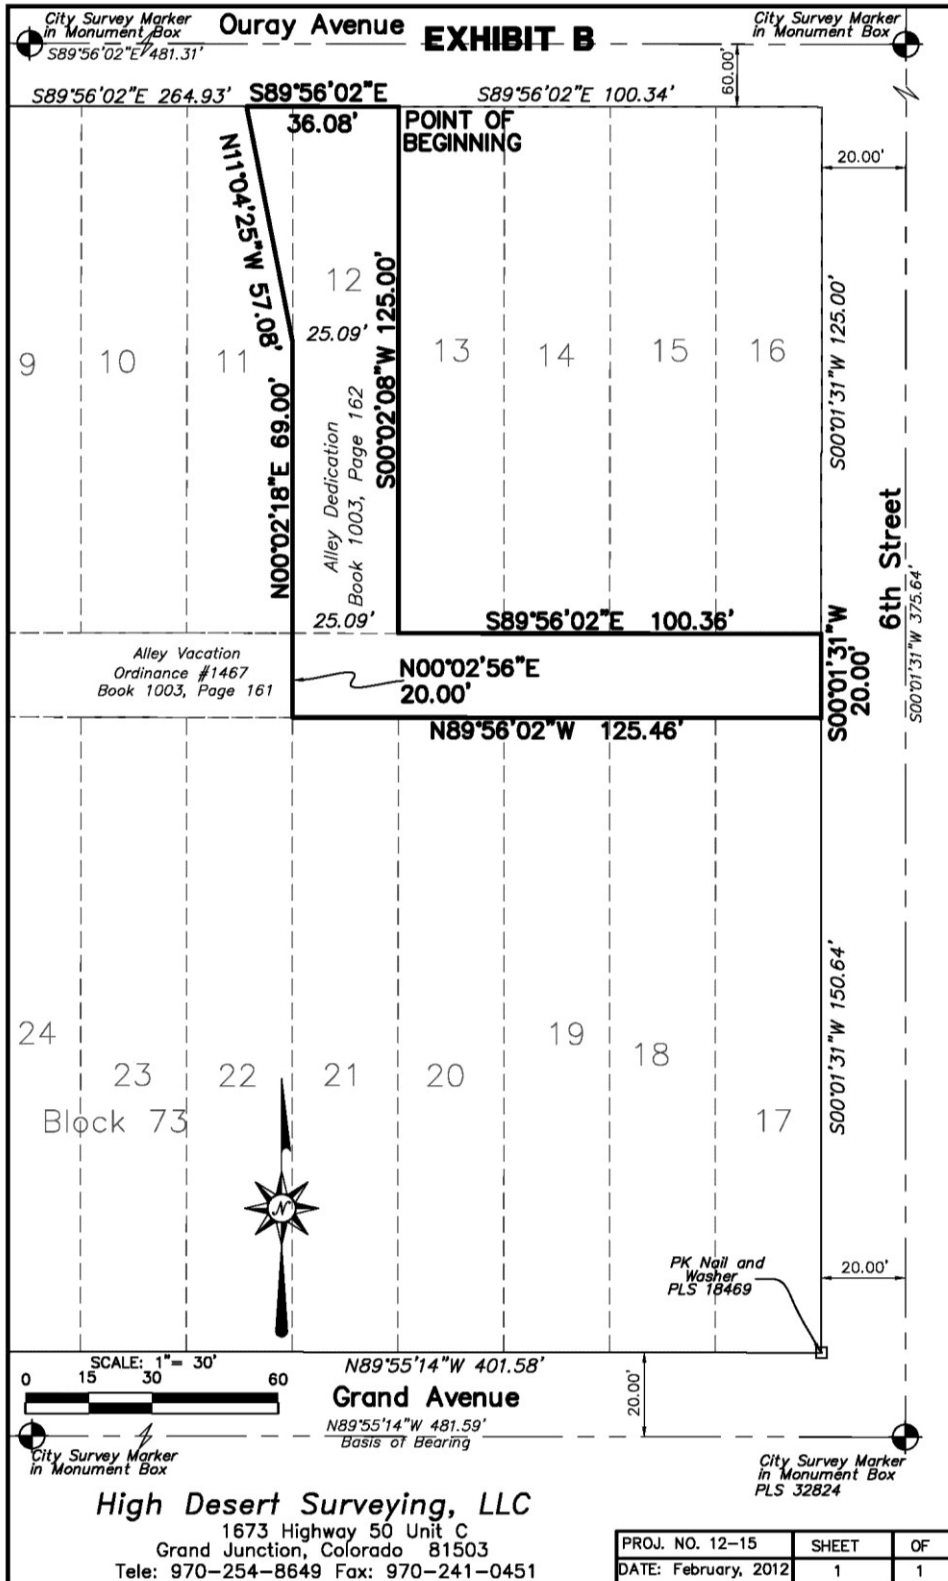 City Survey Marker
in Monument Box
S89°56'02"E 481.31'
Ouray Avenue
EXHIBIT B
City Survey Marker
in Monument Box
60.00'
S89°56'02"E 264.93'
S89°56'02"E
36.08'
S89°56'02"E 100.34'
POINT OF
BEGINNING
20.00'
N11°04'25"W 57.08'
12
25.09'
S00°02'08"W 125.00'
S00°01'31"W 125.00'
9
10
11
13
14
15
16
N00°02'18"E 69.00'
Alley Dedication
Book 1003, Page 162
25.09'
6th Street
S00°01'31"W 375.64'
S89°56'02"E 100.36'
Alley Vacation
Ordinance #1467
Book 1003, Page 161
N00°02'56"E
20.00'
S00°01'31"W
20.00'
N89°56'02"W 125.46'
S00°01'31"W 150.64'
24
23
22
21
20
19
18
17
Block 73
N
PK Nail and
Washer
PLS 18469
20.00'
SCALE: 1"= 30'
0 15 30 60
N89°55'14"W 401.58'
Grand Avenue
20.00'
N89°55'14"W 481.59'
Basis of Bearing
City Survey Marker
in Monument Box
City Survey Marker
in Monument Box
PLS 32824
High Desert Surveying, LLC
1673 Highway 50 Unit C
Grand Junction, Colorado 81503
Tele: 970-254-8649 Fax: 970-241-0451
PROJ. NO. 12-15 SHEET OF
DATE: February, 2012 1 1